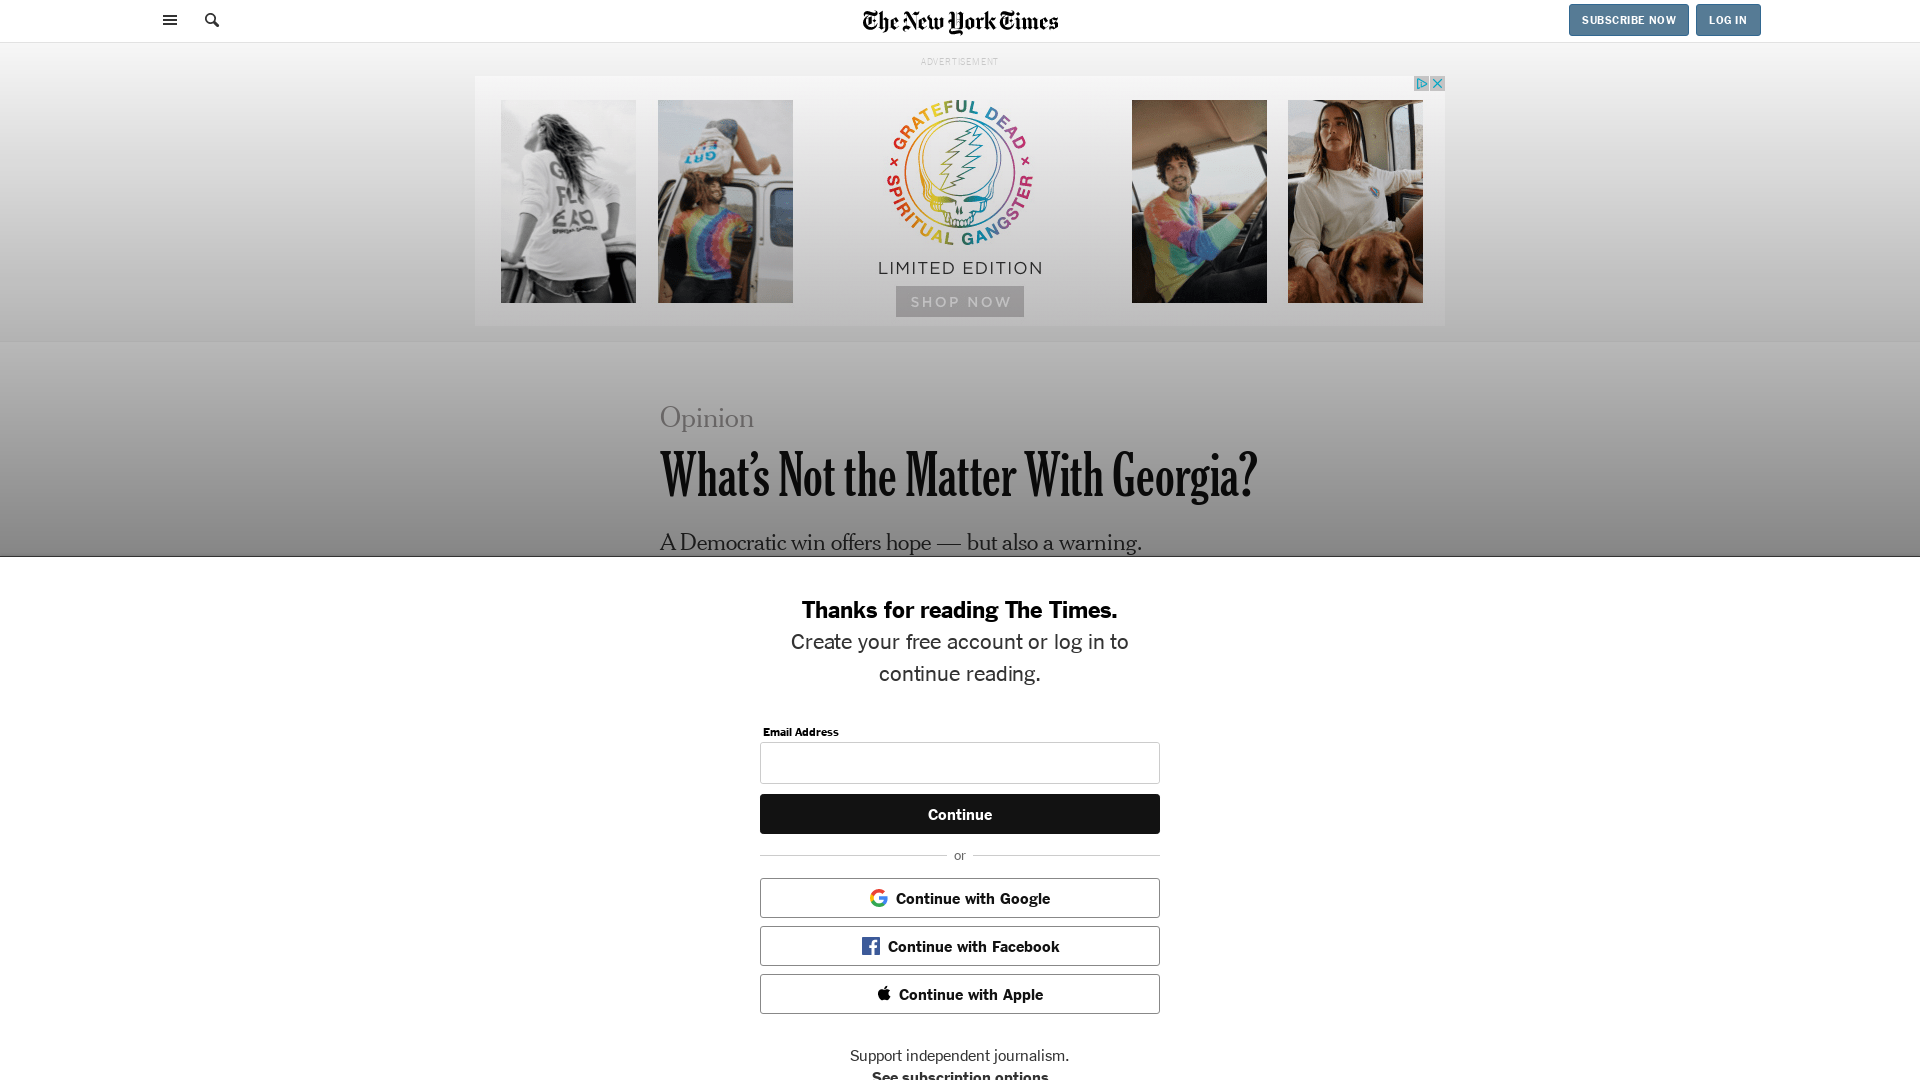 The New York Times
SUBSCRIBE NOW
LOG IN
ADVERTISEMENT
GRATEFUL DEAD
SPIRITUAL GANGSTER
LIMITED EDITION
SHOP NOW
Opinion
What’s Not the Matter With Georgia?
A Democratic win offers hope — but also a warning.
Thanks for reading The Times.
Create your free account or log in to
continue reading.
Email Address
Continue
or
Continue with Google
Continue with Facebook
Continue with Apple
Support independent journalism.
See subscription options